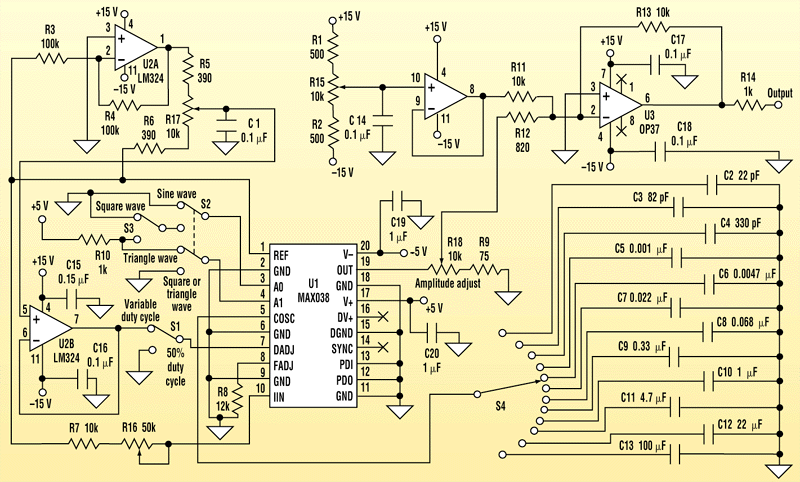 +15 V
R3
100k
3
2
4
1
11
U2A
LM324
–15 V
R4
100k
R5
390
R17
10k
R6
390
C 1
0.1 µF
+15 V
R1
500
R15
10k
R2
500
–15 V
C 14
0.1 µF
+15 V
4
10
9
8
11
–15 V
R11
10k
R12
820
R13 10k
+15 V
C17
0.1 µF
7
1
3
2
6
8
4
U3
OP37
–15 V
C18
0.1 µF
R14
1k
Output
Sine wave
S2
Square wave
+5 V
S3
R10
1k
Triangle wave
Square or
triangle
wave
+15 V
C15
0.15 µF
4
5
6
7
11
U2B
LM324
C16
0.1 µF
–15 V
Variable
duty cycle
S1
50%
duty
cycle
R8
12k
R7 10k
R16 50k
U1
MAX038
1 REF
2 GND
3 A0
4 A1
5 COSC
6 GND
7 DADJ
8 FADJ
9 GND
10 IIN
V– 20
OUT 19
GND 18
V+ 17
DV+ 16
DGND 15
SYNC 14
PDI 13
PDO 12
GND 11
C19
1 µF
–5 V
R18
10k
R9
75
Amplitude adjust
+5 V
C20
1 µF
S4
C2 22 pF
C3 82 pF
C4 330 pF
C5 0.001 µF
C6 0.0047 µF
C7 0.022 µF
C8 0.068 µF
C9 0.33 µF
C10 1 µF
C11 4.7 µF
C12 22 µF
C13 100 µF